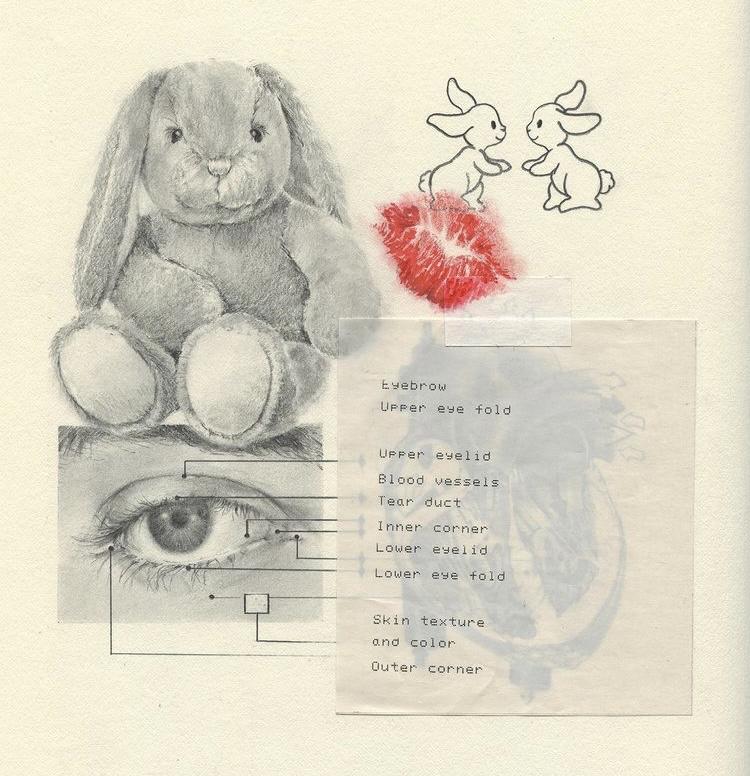 Eyebrow
Upper eye fold
Upper eyelid
Blood vessels
Tear duct
Inner corner
Lower eyelid
Lower eye fold
Skin texture
and color
Outer corner